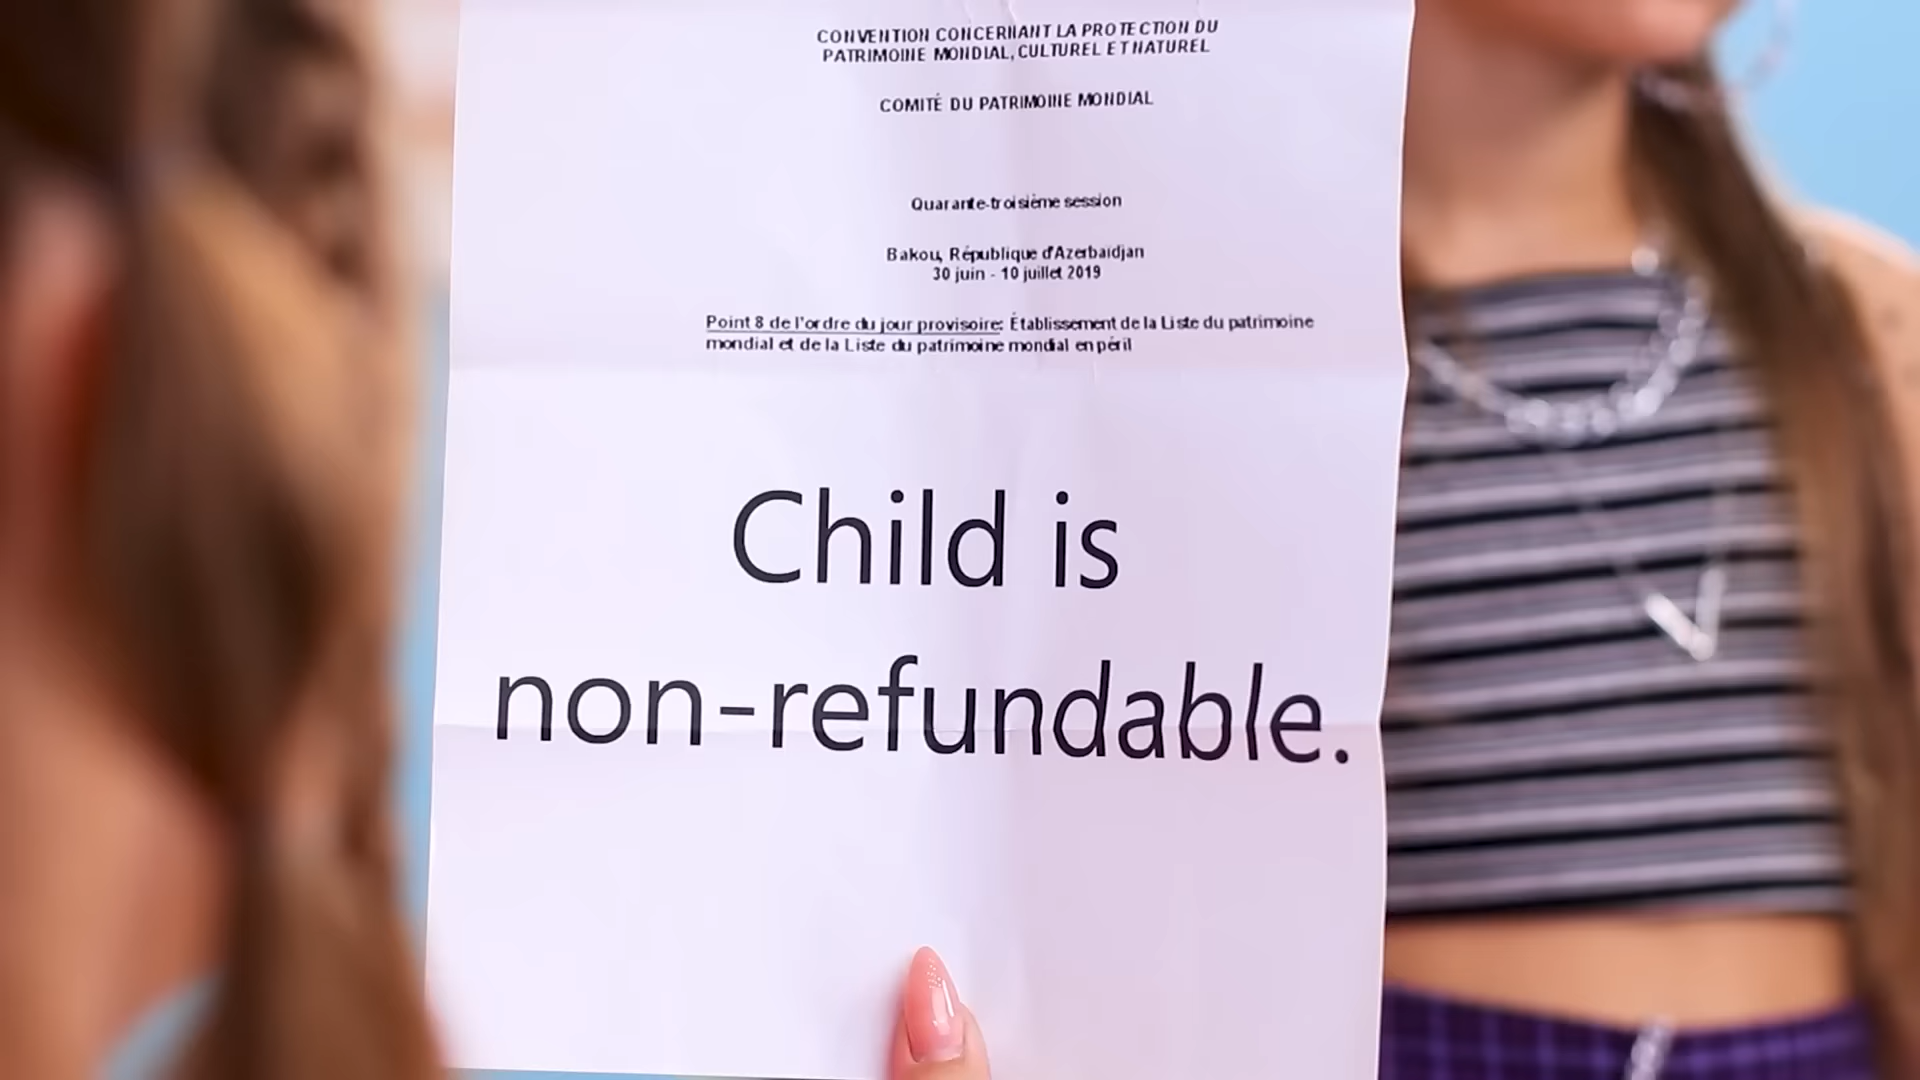 CONVENTION CONCERNANT LA PROTECTION DU
PATRIMOINE MONDIAL, CULTUREL ET NATUREL
COMITÉ DU PATRIMOINE MONDIAL
Quarante-troisième session
Bakou, République d'Azerbaïdjan
30 juin - 10 juillet 2019
Point 8 de l'ordre du jour provisoire: Établissement de la Liste du patrimoine
mondial et de la Liste du patrimoine mondial en péril
Child is
non-refundable.